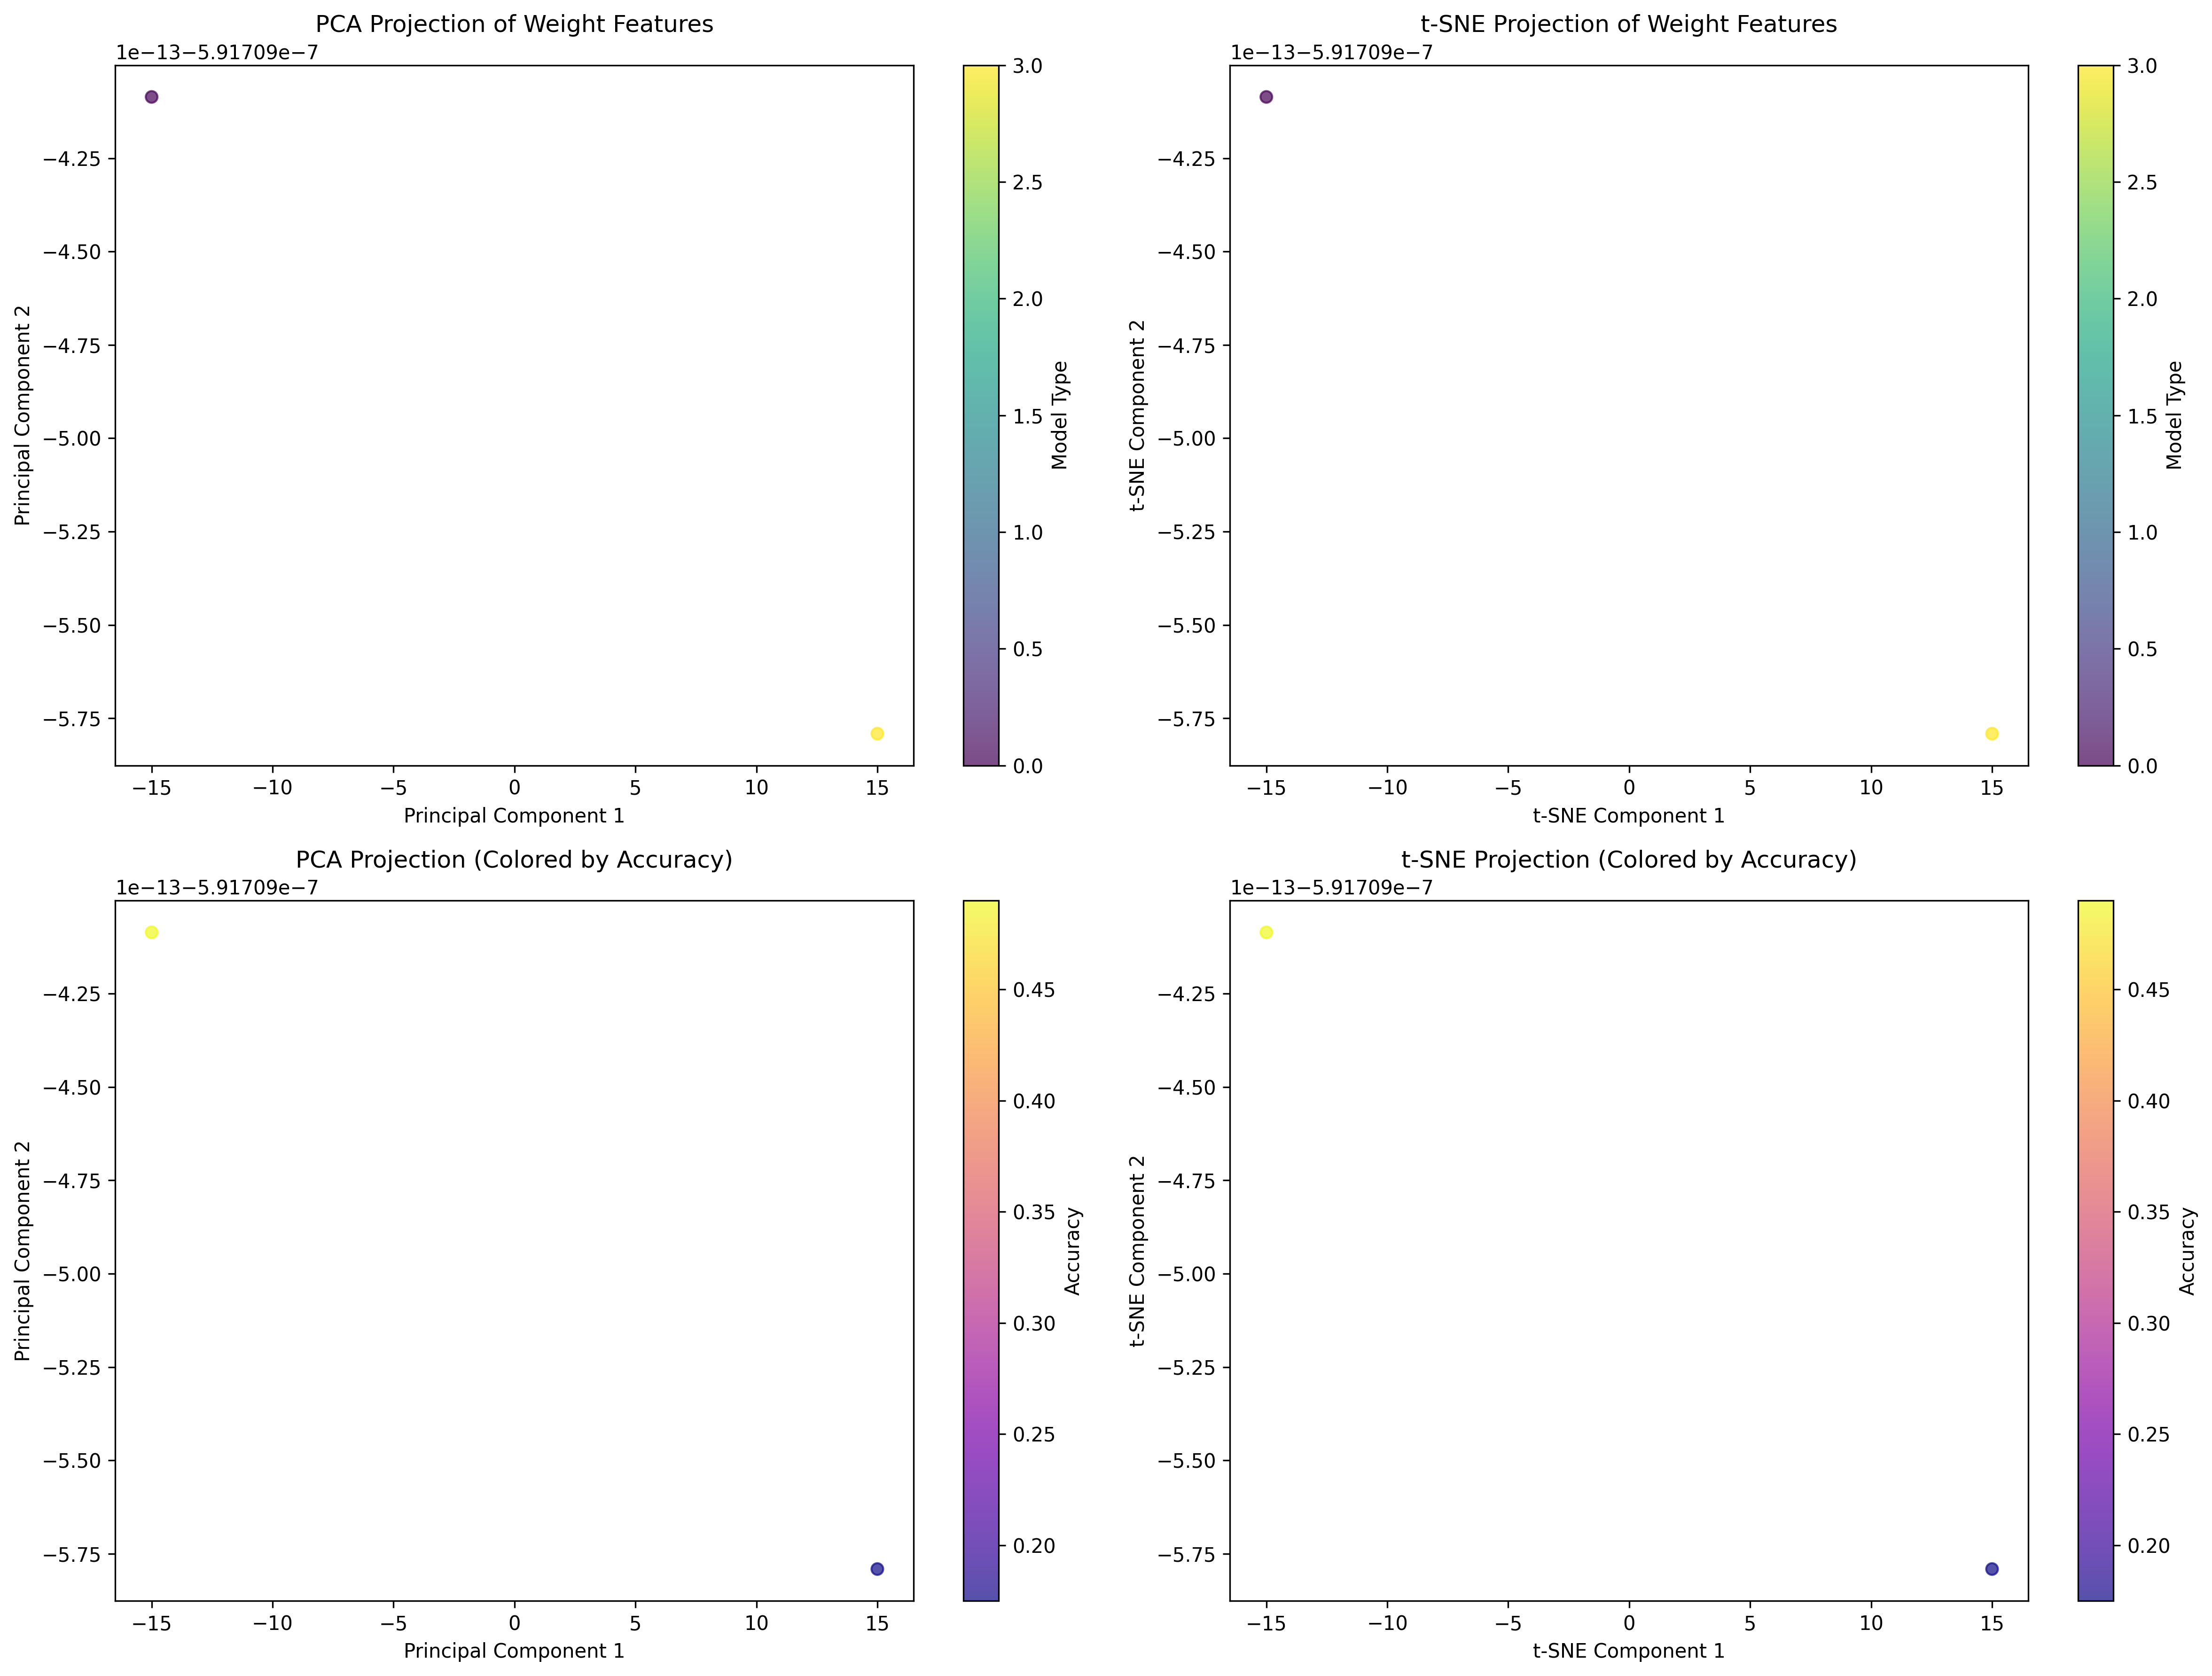 PCA Projection of Weight Features
1e−13−5.91709e−7
−4.25
−4.50
−4.75
−5.00
−5.25
−5.50
−5.75
Principal Component 2
−15 −10 −5 0 5 10 15
Principal Component 1
3.0
2.5
2.0
1.5
1.0
0.5
0.0
Model Type
t-SNE Projection of Weight Features
1e−13−5.91709e−7
−4.25
−4.50
−4.75
−5.00
−5.25
−5.50
−5.75
t-SNE Component 2
−15 −10 −5 0 5 10 15
t-SNE Component 1
3.0
2.5
2.0
1.5
1.0
0.5
0.0
Model Type
PCA Projection (Colored by Accuracy)
1e−13−5.91709e−7
−4.25
−4.50
−4.75
−5.00
−5.25
−5.50
−5.75
Principal Component 2
−15 −10 −5 0 5 10 15
Principal Component 1
0.45
0.40
0.35
0.30
0.25
0.20
Accuracy
t-SNE Projection (Colored by Accuracy)
1e−13−5.91709e−7
−4.25
−4.50
−4.75
−5.00
−5.25
−5.50
−5.75
t-SNE Component 2
−15 −10 −5 0 5 10 15
t-SNE Component 1
0.45
0.40
0.35
0.30
0.25
0.20
Accuracy